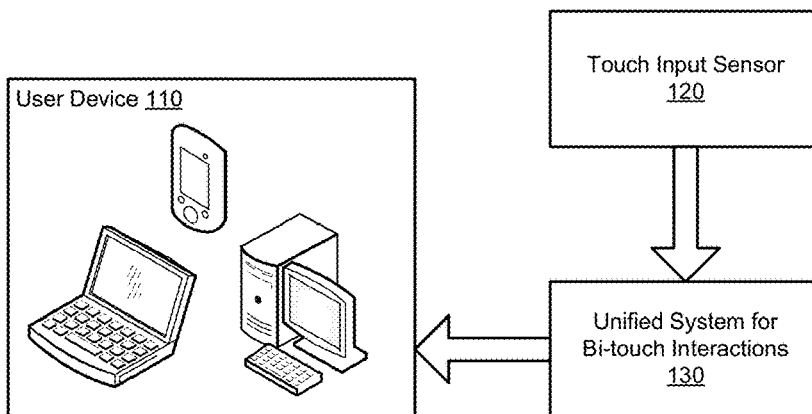 User Device 110
Touch Input Sensor
120
Unified System for
Bi-touch Interactions
130